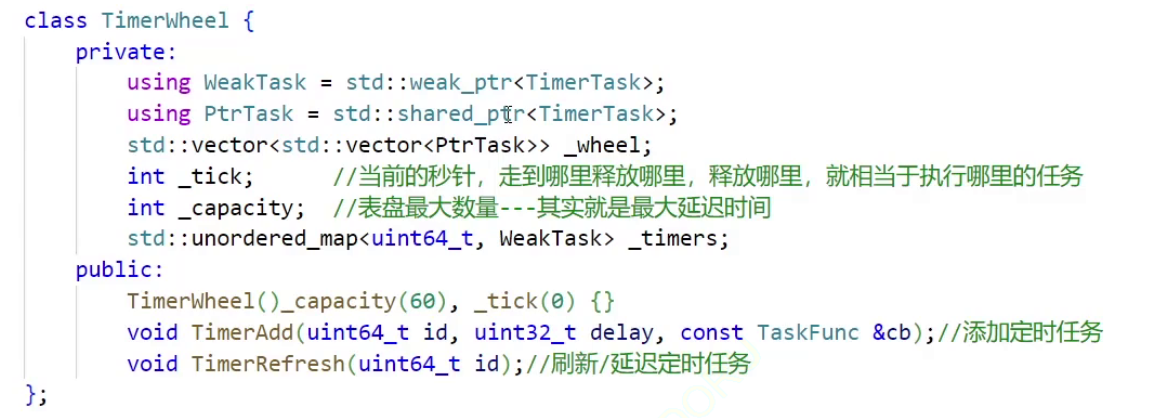 class TimerWheel {
private:
using WeakTask = std::weak_ptr<TimerTask>;
using PtrTask = std::shared_ptr<TimerTask>;
std::vector<std::vector<PtrTask>> _wheel;
int _tick; //当前的秒针，走到哪里释放哪里，释放哪里，就相当于执行哪里的任务
int _capacity; //表盘最大数量---其实就是最大延迟时间
std::unordered_map<uint64_t, WeakTask> _timers;
public:
TimerWheel()_capacity(60), _tick(0) {}
void TimerAdd(uint64_t id, uint32_t delay, const TaskFunc &cb);//添加定时任务
void TimerRefresh(uint64_t id);//刷新/延迟定时任务
};